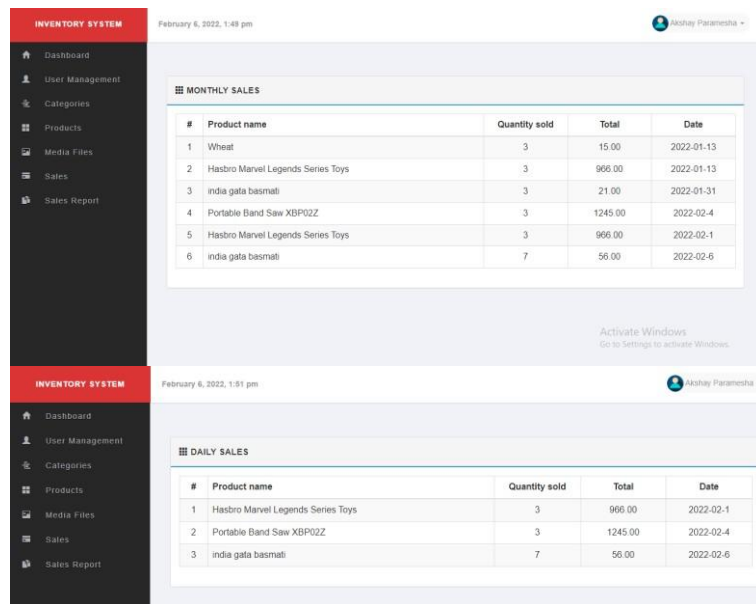 INVENTORY SYSTEM February 6, 2022, 1:49 pm Akshay Paramesha
Dashboard
User Management
Categories
Products
Media Files
Sales
Sales Report
MONTHLY SALES
# Product name Quantity sold Total Date
1 Wheat 3 15.00 2022-01-13
2 Hasbro Marvel Legends Series Toys 3 966.00 2022-01-13
3 india gata basmati 3 21.00 2022-01-31
4 Portable Band Saw XBP02Z 3 1245.00 2022-02-4
5 Hasbro Marvel Legends Series Toys 3 966.00 2022-02-1
6 india gata basmati 7 56.00 2022-02-6
Activate Windows
Go to Settings to activate Windows.
INVENTORY SYSTEM February 6, 2022, 1:51 pm Akshay Paramesha
Dashboard
User Management
Categories
Products
Media Files
Sales
Sales Report
DAILY SALES
# Product name Quantity sold Total Date
1 Hasbro Marvel Legends Series Toys 3 966.00 2022-02-1
2 Portable Band Saw XBP02Z 3 1245.00 2022-02-4
3 india gata basmati 7 56.00 2022-02-6